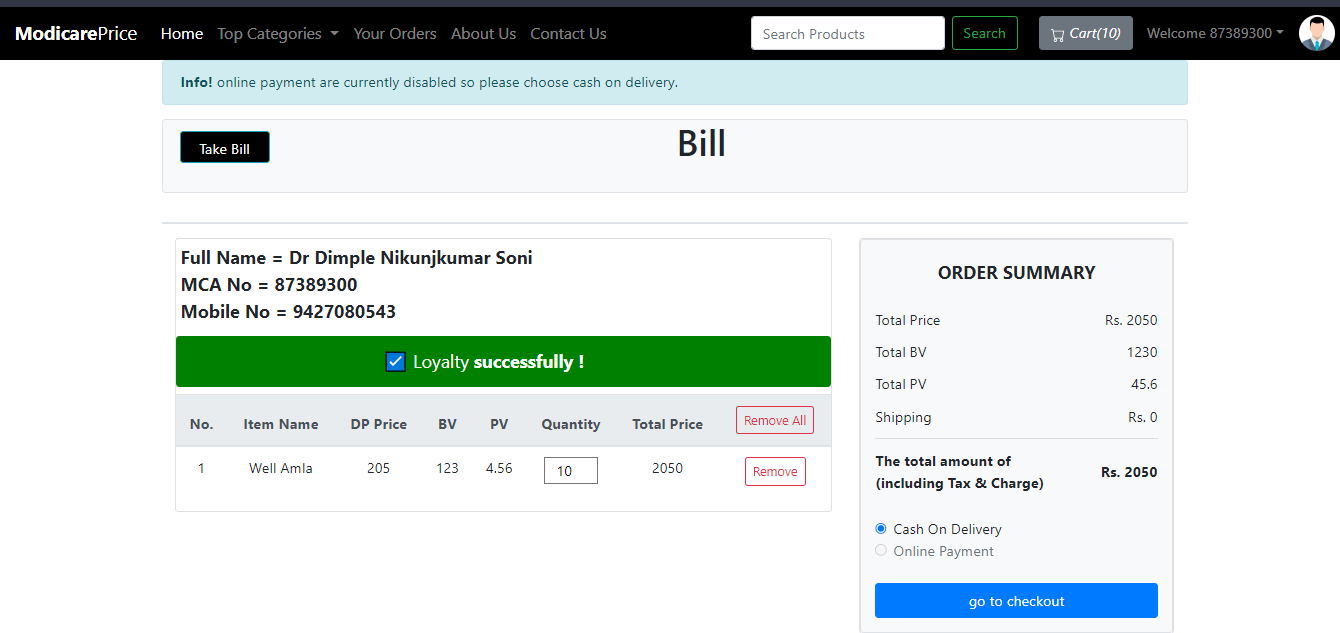 ModicarePrice Home Top Categories Your Orders About Us Contact Us Search Products Search Cart(10) Welcome 87389300
Info! online payment are currently disabled so please choose cash on delivery.
Take Bill
Bill
Full Name = Dr Dimple Nikunjkumar Soni
MCA No = 87389300
Mobile No = 9427080543
Loyalty successfully !
No. Item Name DP Price BV PV Quantity Total Price Remove All
1 Well Amla 205 123 4.56 10 2050 Remove
ORDER SUMMARY
Total Price Rs. 2050
Total BV 1230
Total PV 45.6
Shipping Rs. 0
The total amount of
(including Tax & Charge) Rs. 2050
Cash On Delivery
Online Payment
go to checkout